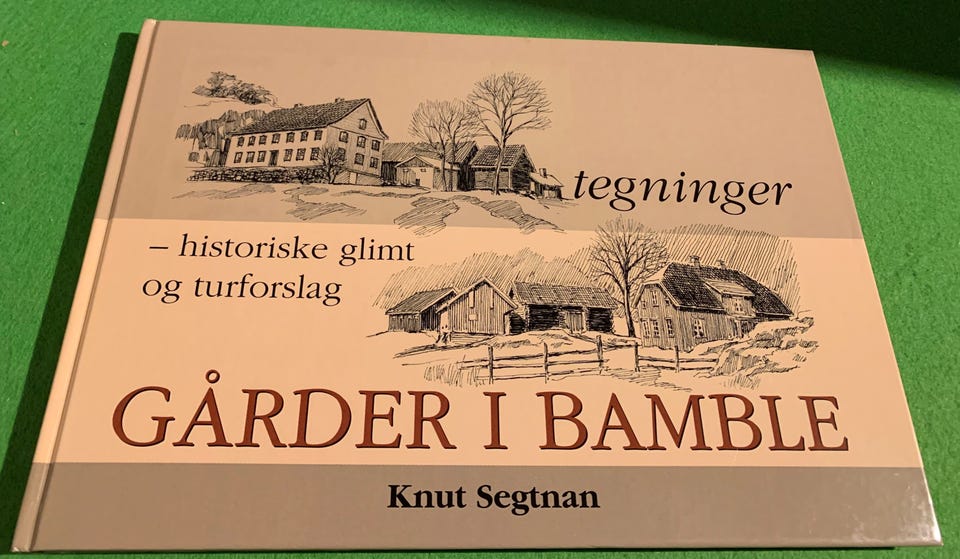 tegninger
– historiske glimt
og turforslag
GÅRDER I BAMBLE
Knut Segtnan